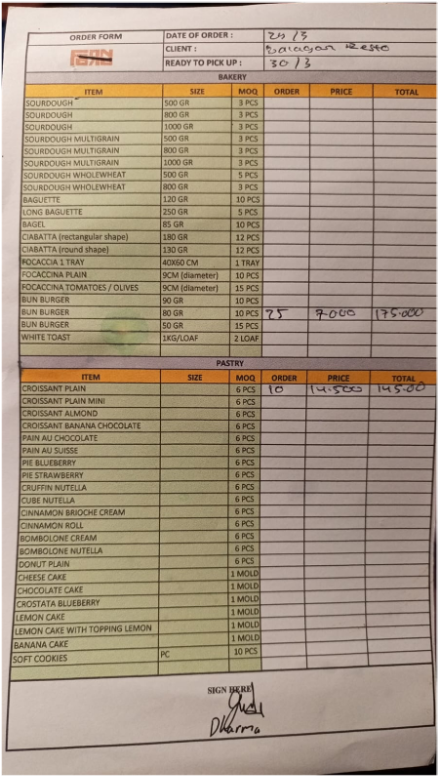 ORDER FORM
DATE OF ORDER : 29/3
CLIENT : Balagan Resto
READY TO PICK UP : 30/3
BAKERY
ITEM SIZE MOQ ORDER PRICE TOTAL
SOURDOUGH 500 GR 3 PCS
SOURDOUGH 800 GR 3 PCS
SOURDOUGH 1000 GR 3 PCS
SOURDOUGH MULTIGRAIN 500 GR 3 PCS
SOURDOUGH MULTIGRAIN 800 GR 3 PCS
SOURDOUGH MULTIGRAIN 1000 GR 3 PCS
SOURDOUGH WHOLEWHEAT 500 GR 5 PCS
SOURDOUGH WHOLEWHEAT 800 GR 3 PCS
BAGUETTE 120 GR 10 PCS
LONG BAGUETTE 250 GR 5 PCS
BAGEL 85 GR 10 PCS
CIABATTA (rectangular shape) 180 GR 12 PCS
CIABATTA (round shape) 130 GR 12 PCS
FOCACCIA 1 TRAY 40X60 CM 1 TRAY
FOCACCINA PLAIN 9CM (diameter) 10 PCS
FOCACCINA TOMATOES / OLIVES 9CM (diameter) 15 PCS
BUN BURGER 90 GR 10 PCS
BUN BURGER 80 GR 10 PCS 25 7.000 175.000
BUN BURGER 50 GR 15 PCS
WHITE TOAST 1KG/LOAF 2 LOAF
PASTRY
ITEM SIZE MOQ ORDER PRICE TOTAL
CROISSANT PLAIN 6 PCS 10 14.500 145.00
CROISSANT PLAIN MINI 6 PCS
CROISSANT ALMOND 6 PCS
CROISSANT BANANA CHOCOLATE 6 PCS
PAIN AU CHOCOLATE 6 PCS
PAIN AU SUISSE 6 PCS
PIE BLUEBERRY 6 PCS
PIE STRAWBERRY 6 PCS
CRUFFIN NUTELLA 6 PCS
CUBE NUTELLA 6 PCS
CINNAMON BRIOCHE CREAM 6 PCS
CINNAMON ROLL 6 PCS
BOMBOLONE CREAM 6 PCS
BOMBOLONE NUTELLA 6 PCS
DONUT PLAIN 6 PCS
CHEESE CAKE 1 MOLD
CHOCOLATE CAKE 1 MOLD
CROSTATA BLUEBERRY 1 MOLD
LEMON CAKE 1 MOLD
LEMON CAKE WITH TOPPING LEMON 1 MOLD
BANANA CAKE 1 MOLD
SOFT COOKIES PC 10 PCS
SIGN HERE
Dharma